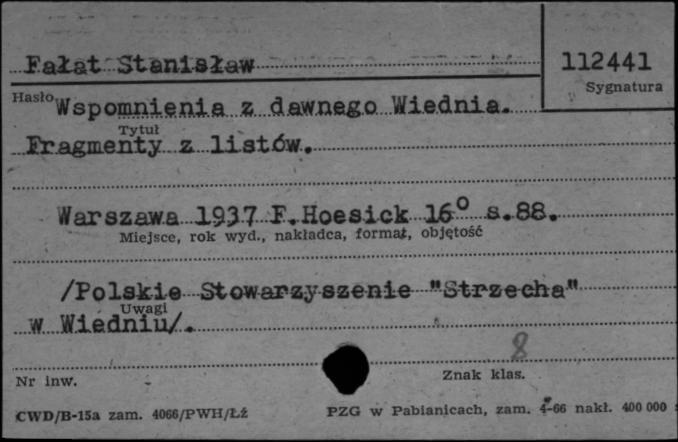 Fałat Stanisław
112441
Sygnatura
Hasło
Wspomnienia z dawnego Wiednia.
Tytuł
Fragmenty z listów.
Warszawa 1937 F.Hoesick 16° s.88.
Miejsce, rok wyd., nakładca, format, objętość
/Polskie Stowarzyszenie "Strzecha"
Uwagi
w Wiedniu/.
8
Nr inw.
Znak klas.
CWD/B-15a zam. 4066/PWH/ŁŹ
PZG w Pabianicach, zam. 4-66 nakł. 400 000